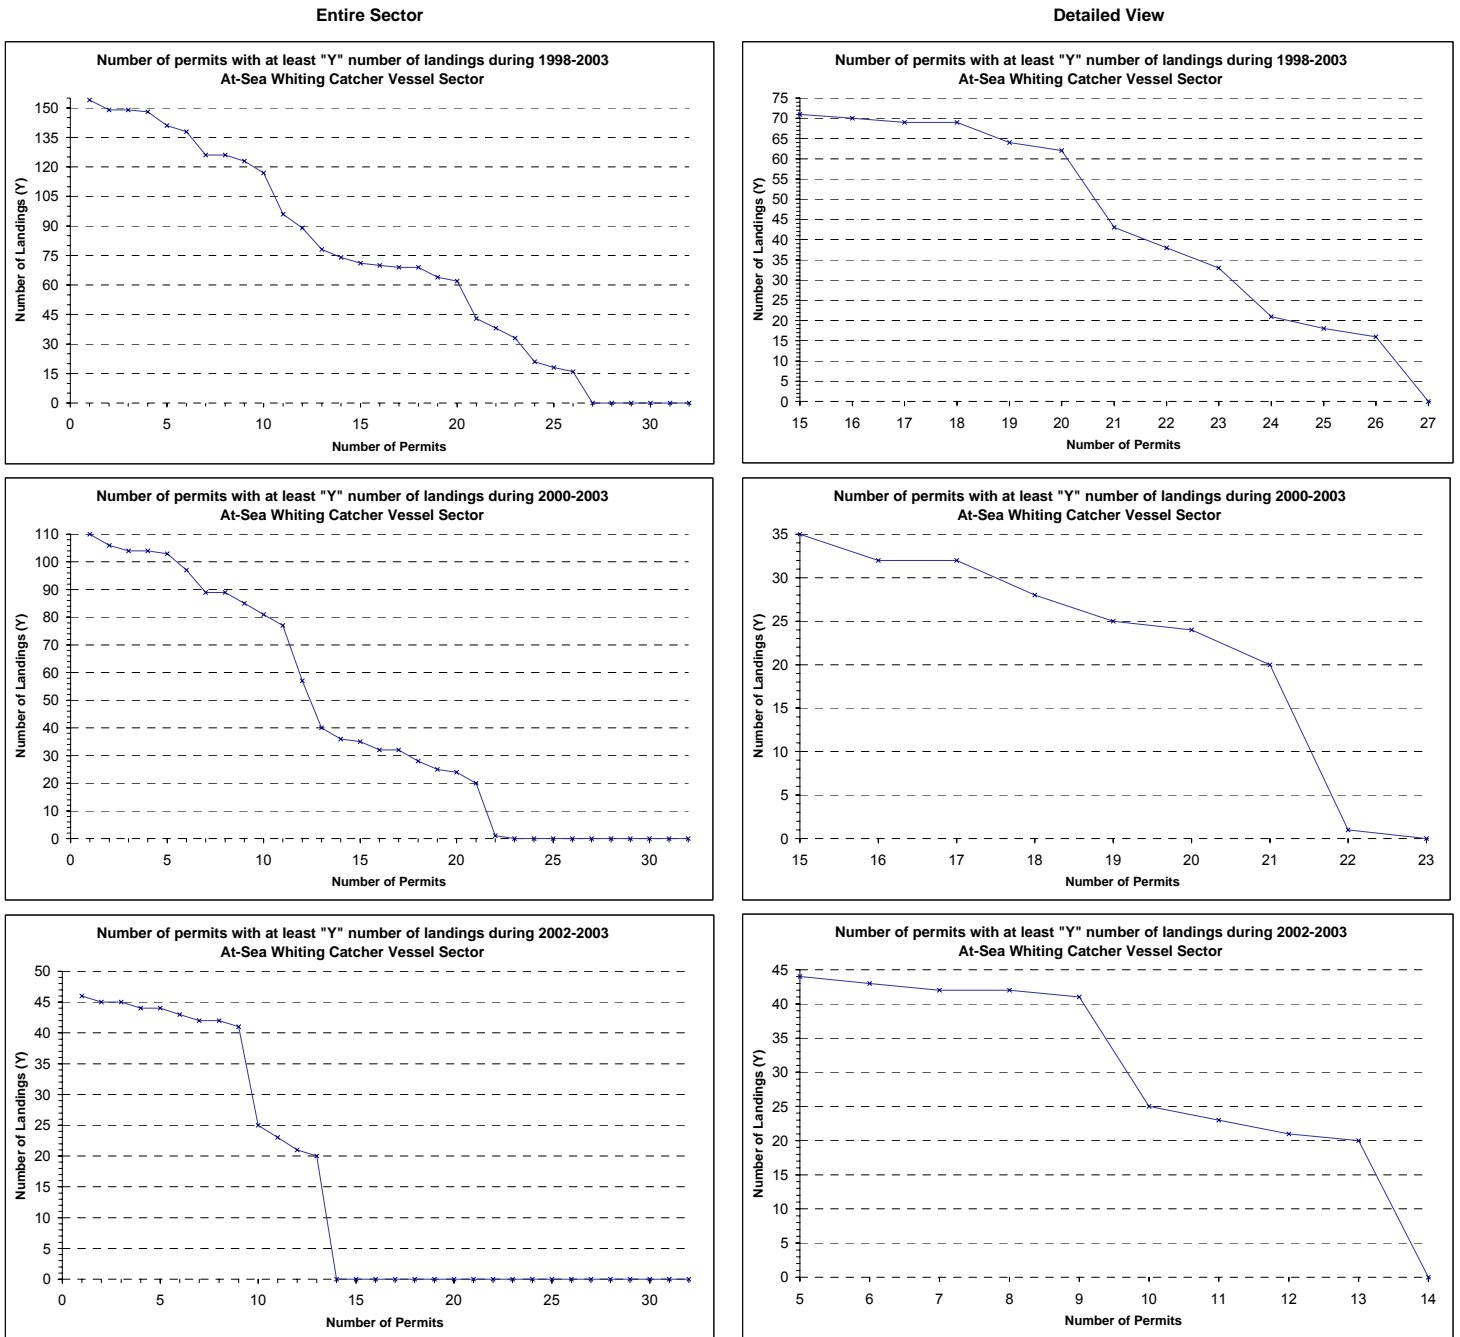 Entire Sector
Detailed View
Number of permits with at least "Y" number of landings during 1998-2003
At-Sea Whiting Catcher Vessel Sector
Number of Landings (Y)
150
135
120
105
90
75
60
45
30
15
0
0 5 10 15 20 25 30
Number of Permits
Number of permits with at least "Y" number of landings during 1998-2003
At-Sea Whiting Catcher Vessel Sector
Number of Landings (Y)
75
70
65
60
55
50
45
40
35
30
25
20
15
10
5
0
15 16 17 18 19 20 21 22 23 24 25 26 27
Number of Permits
Number of permits with at least "Y" number of landings during 2000-2003
At-Sea Whiting Catcher Vessel Sector
Number of Landings (Y)
110
100
90
80
70
60
50
40
30
20
10
0
0 5 10 15 20 25 30
Number of Permits
Number of permits with at least "Y" number of landings during 2000-2003
At-Sea Whiting Catcher Vessel Sector
Number of Landings (Y)
35
30
25
20
15
10
5
0
15 16 17 18 19 20 21 22 23
Number of Permits
Number of permits with at least "Y" number of landings during 2002-2003
At-Sea Whiting Catcher Vessel Sector
Number of Landings (Y)
50
45
40
35
30
25
20
15
10
5
0
0 5 10 15 20 25 30
Number of Permits
Number of permits with at least "Y" number of landings during 2002-2003
At-Sea Whiting Catcher Vessel Sector
Number of Landings (Y)
45
40
35
30
25
20
15
10
5
0
5 6 7 8 9 10 11 12 13 14
Number of Permits